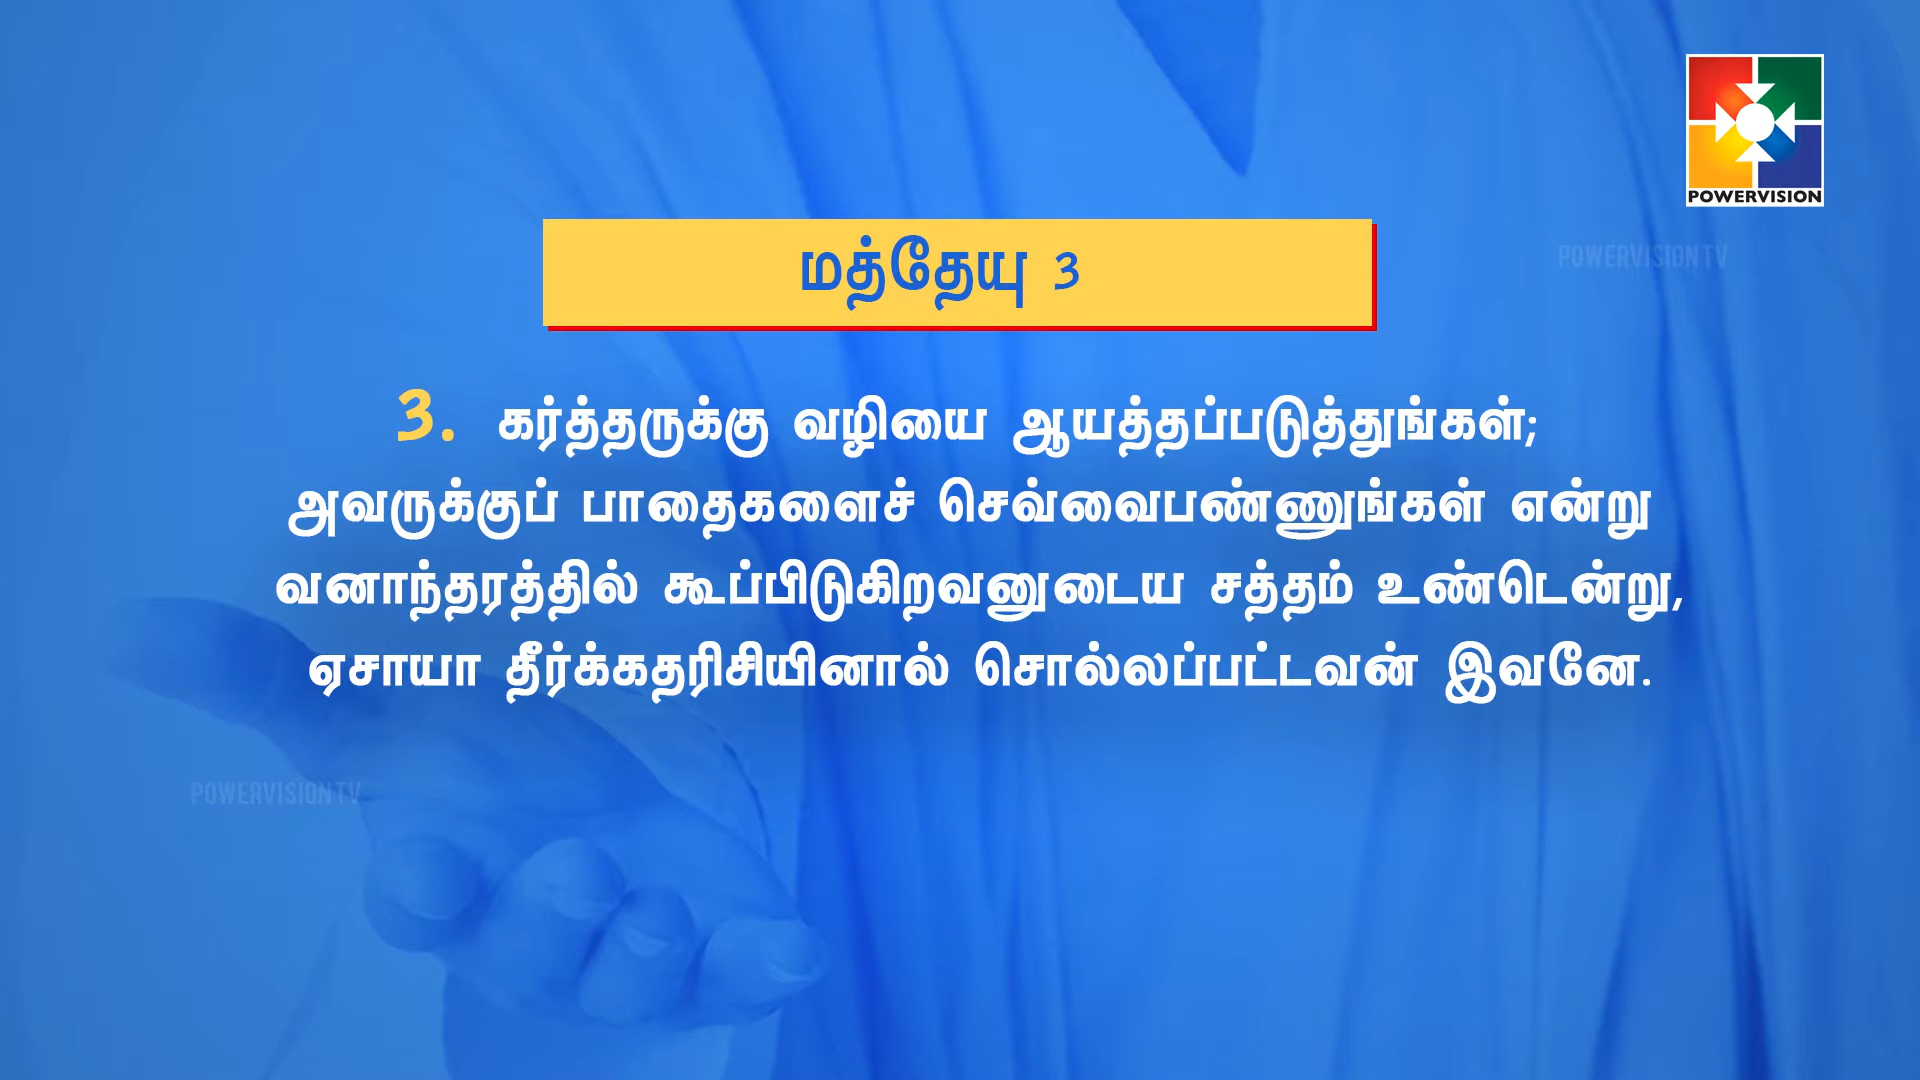 POWERVISION
POWERVISION TV
மத்தேயு 3
3. கர்த்தருக்கு வழியை ஆயத்தப்படுத்துங்கள்;
அவருக்குப் பாதைகளைச் செவ்வைபண்ணுங்கள் என்று
வனாந்தரத்தில் கூப்பிடுகிறவனுடைய சத்தம் உண்டென்று,
ஏசாயா தீர்க்கதரிசியினால் சொல்லப்பட்டவன் இவனே.
POWERVISION TV